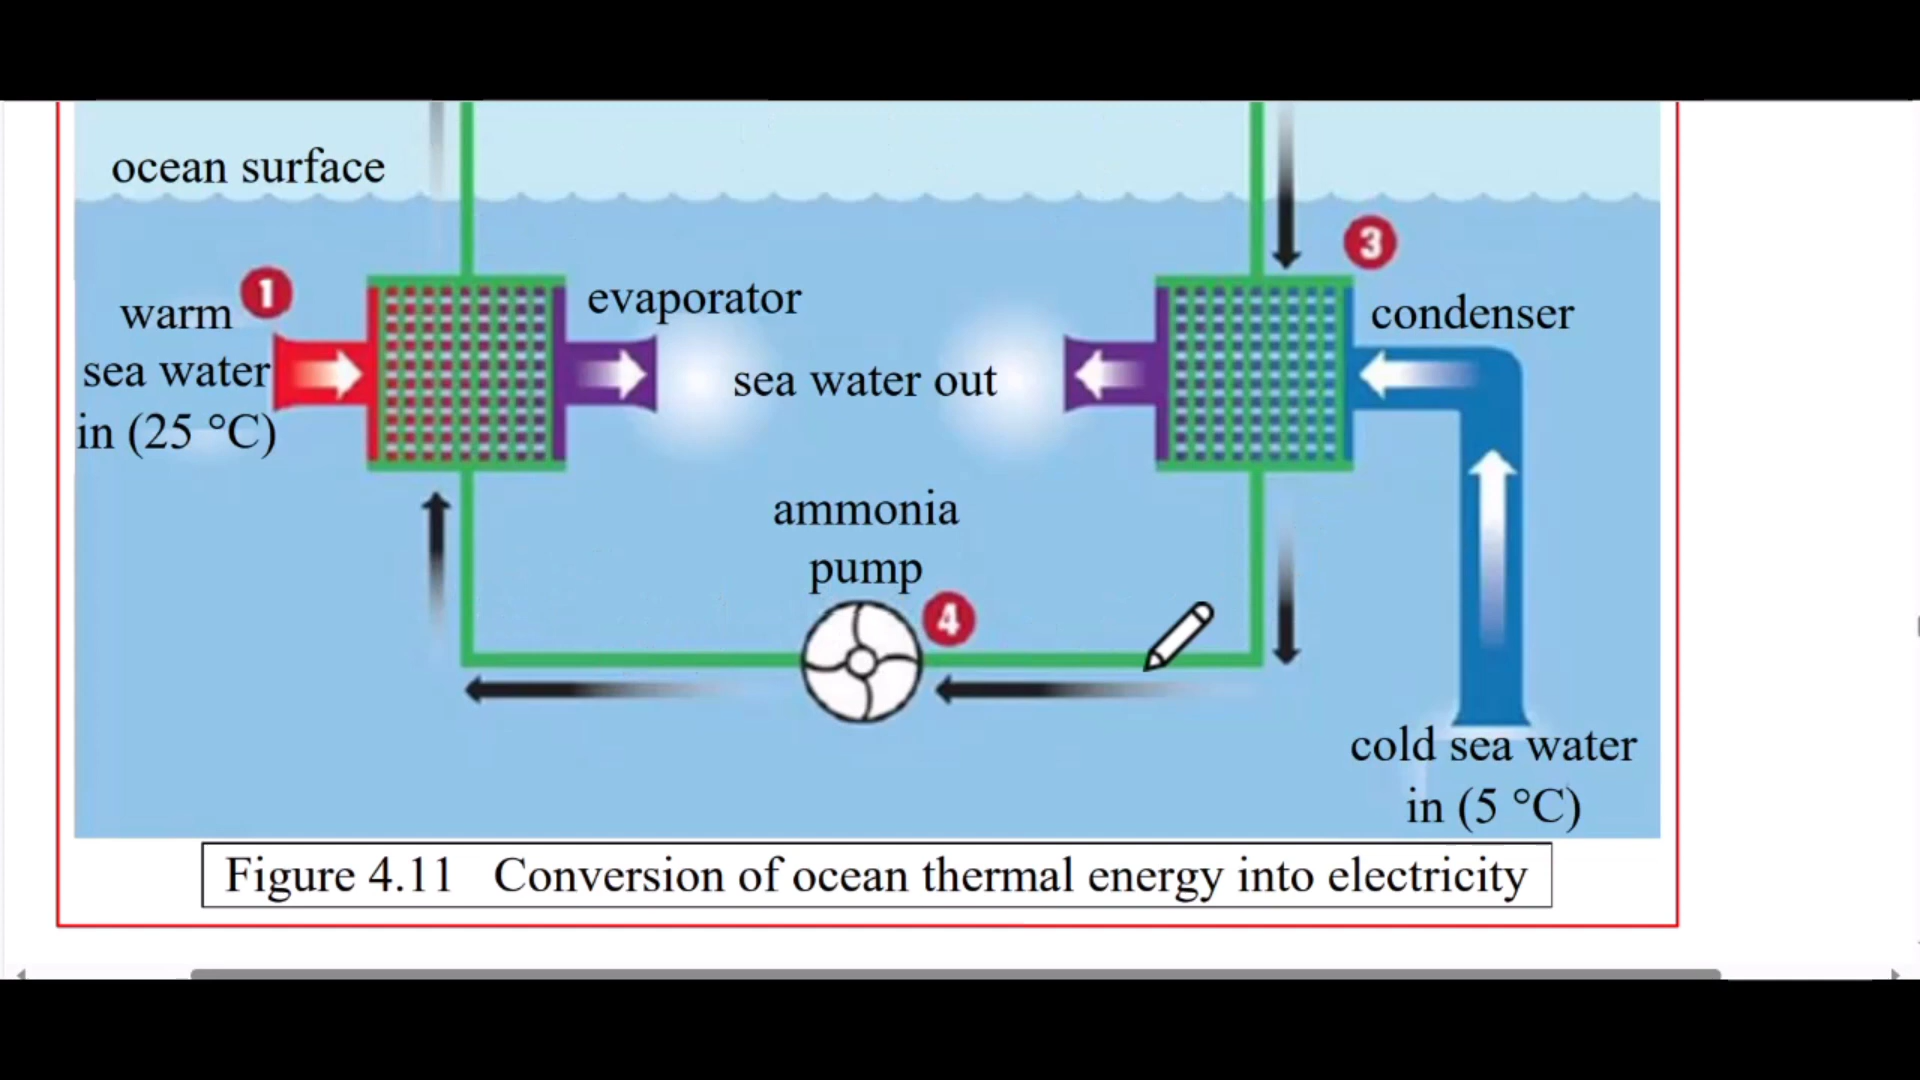 ocean surface
3
1
evaporator
condenser
warm
sea water
in (25 °C)
sea water out
ammonia
pump
4
cold sea water
in (5 °C)
Figure 4.11 Conversion of ocean thermal energy into electricity